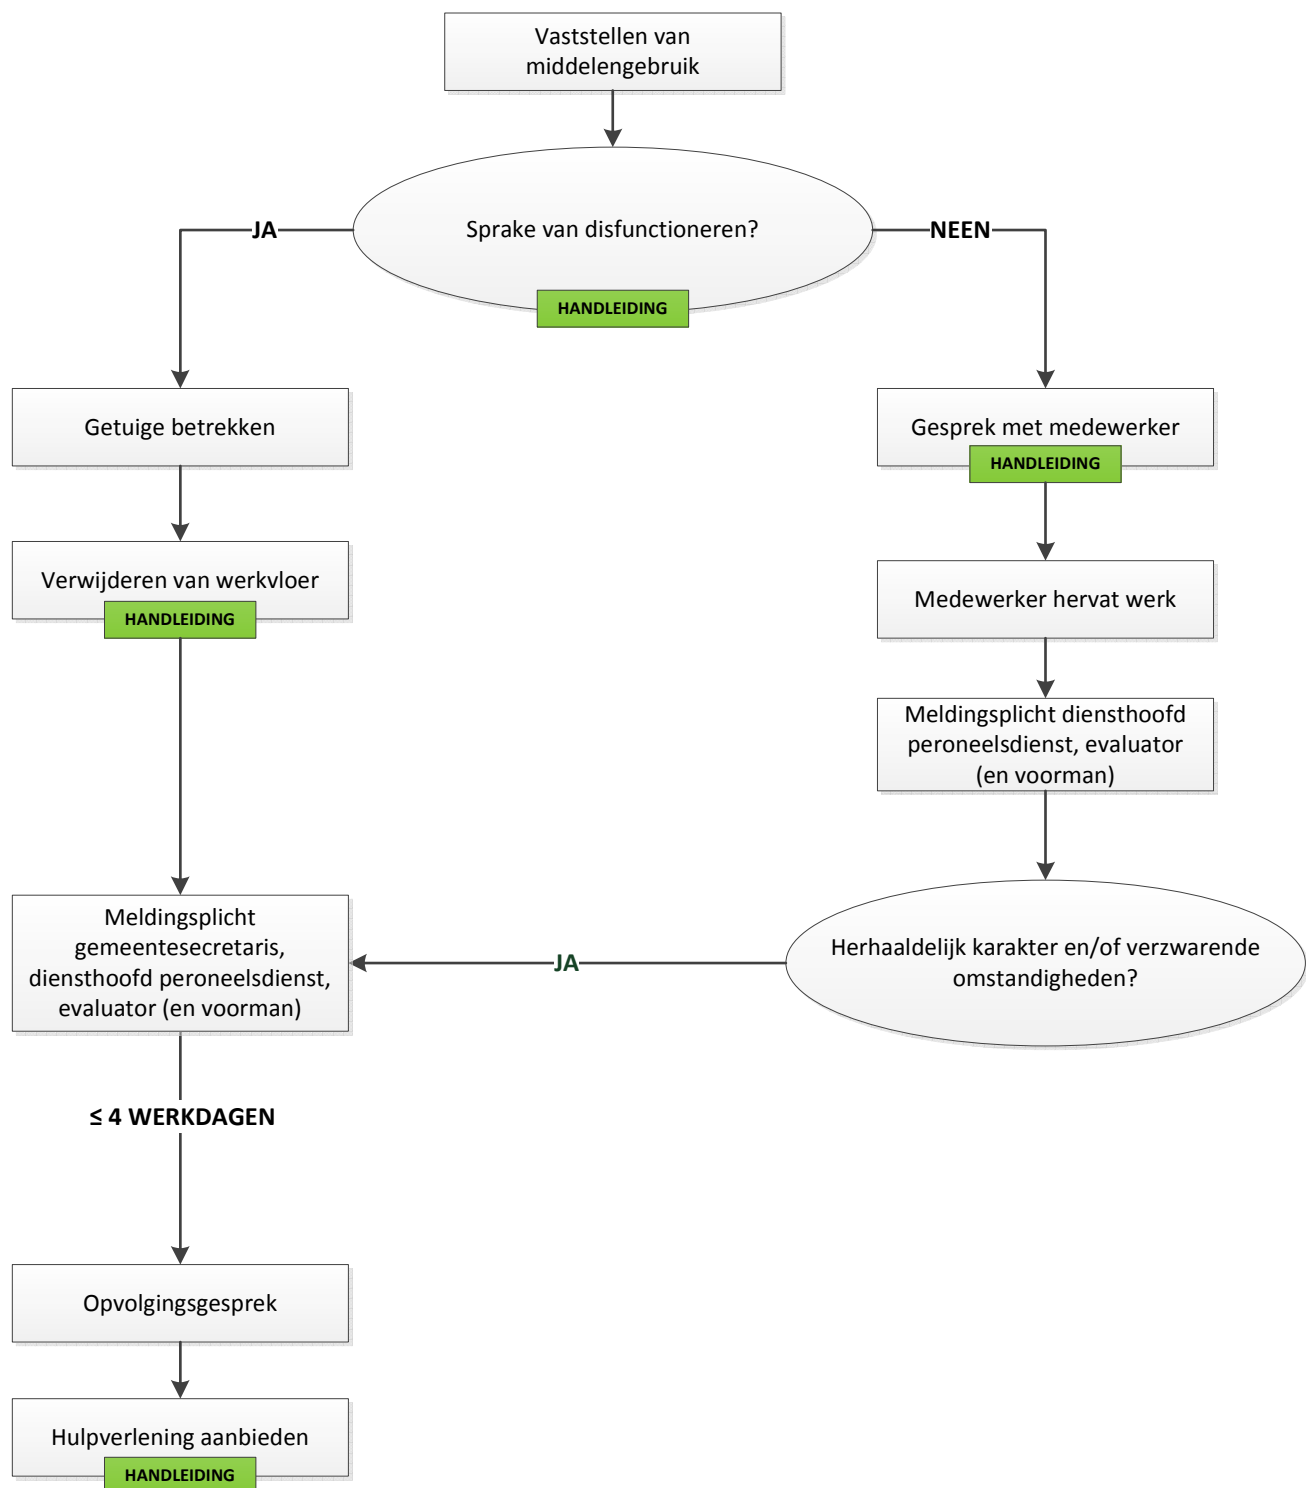 Vaststellen van
middelengebruik
Sprake van disfunctioneren?
HANDLEIDING
JA
NEEN
Getuige betrekken
Gesprek met medewerker
HANDLEIDING
Verwijderen van werkvloer
HANDLEIDING
Medewerker hervat werk
Meldingsplicht diensthoofd
peroneelsdienst, evaluator
(en voorman)
Meldingsplicht
gemeentesecretaris,
diensthoofd peroneelsdienst,
evaluator (en voorman)
JA
Herhaaldelijk karakter en/of verzwarende
omstandigheden?
≤ 4 WERKDAGEN
Opvolgingsgesprek
Hulpverlening aanbieden
HANDLEIDING